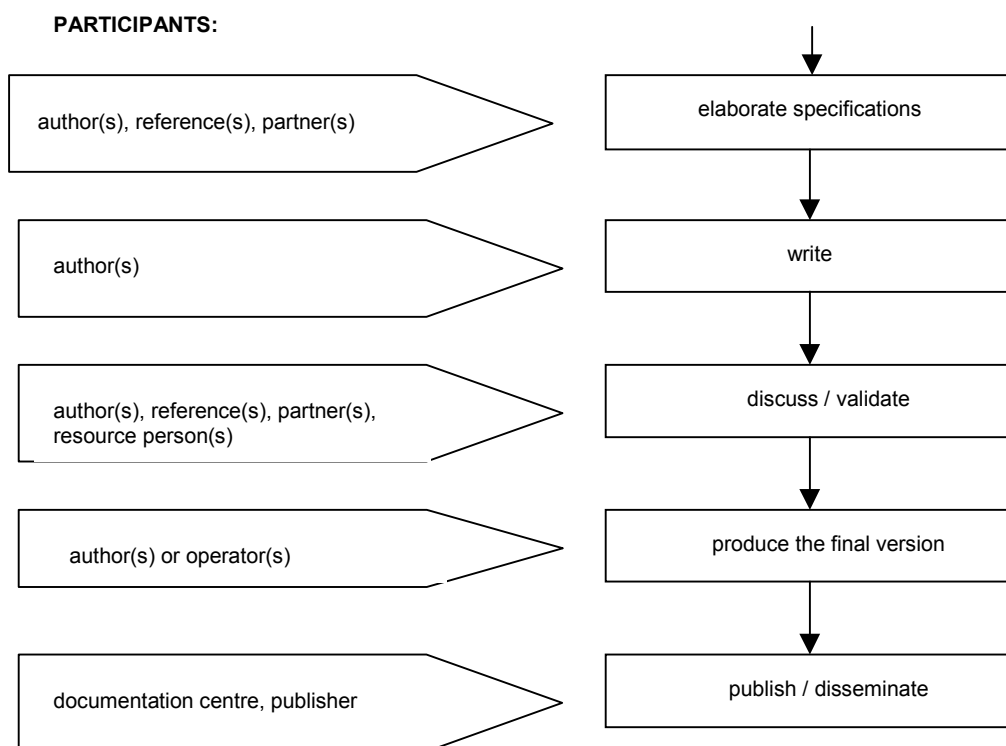 PARTICIPANTS:
author(s), reference(s), partner(s)
elaborate specifications
author(s)
write
author(s), reference(s), partner(s),
resource person(s)
discuss / validate
author(s) or operator(s)
produce the final version
documentation centre, publisher
publish / disseminate